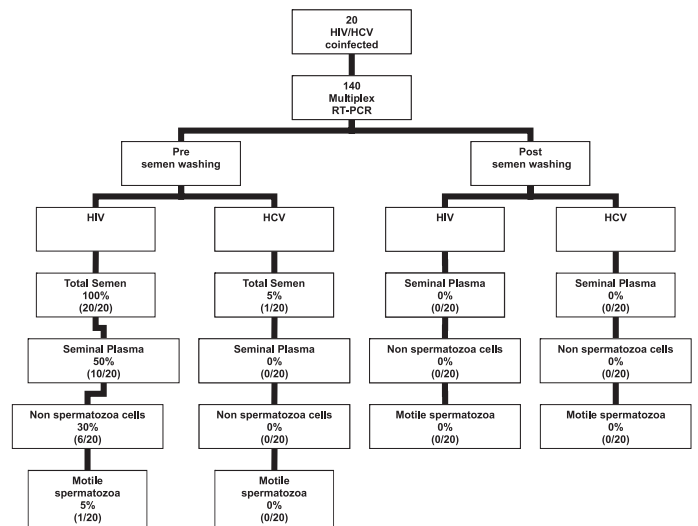 20
HIV/HCV
coinfected
140
Multiplex
RT-PCR
Pre
semen washing
Post
semen washing
HIV
HCV
HIV
HCV
Total Semen
100%
(20/20)
Total Semen
5%
(1/20)
Seminal Plasma
0%
(0/20)
Seminal Plasma
0%
(0/20)
Seminal Plasma
50%
(10/20)
Seminal Plasma
0%
(0/20)
Non spermatozoa cells
0%
(0/20)
Non spermatozoa cells
0%
(0/20)
Non spermatozoa cells
30%
(6/20)
Non spermatozoa cells
0%
(0/20)
Motile spermatozoa
0%
(0/20)
Motile spermatozoa
0%
(0/20)
Motile
spermatozoa
5%
(1/20)
Motile
spermatozoa
0%
(0/20)